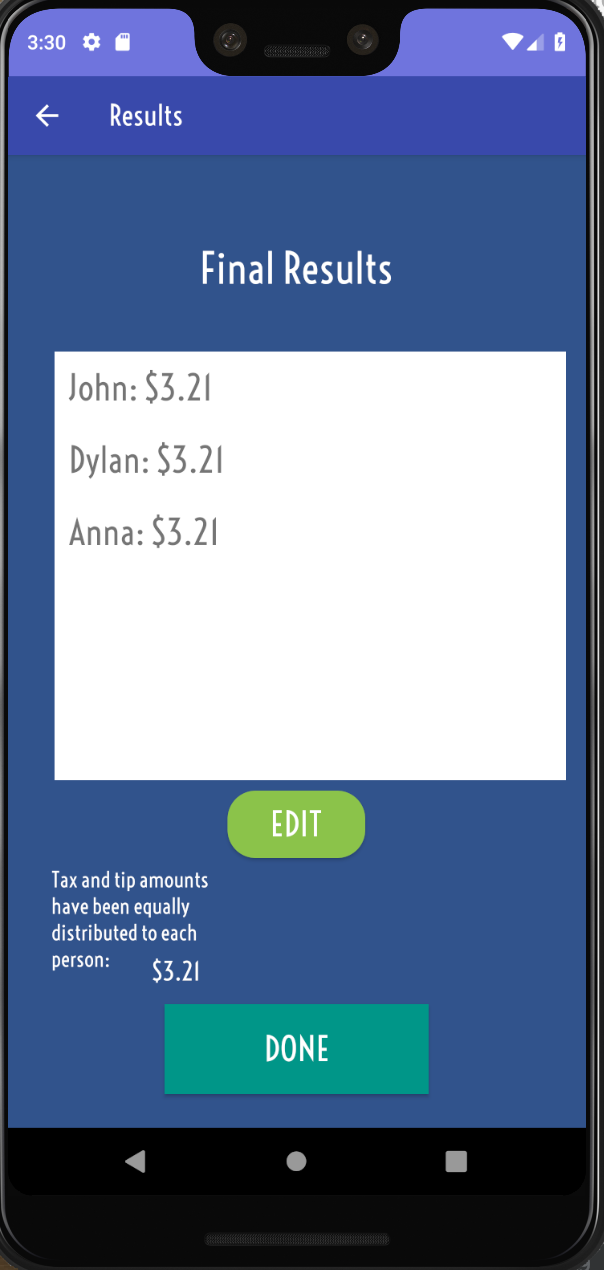 3:30
Results
Final Results
John: $3.21
Dylan: $3.21
Anna: $3.21
EDIT
Tax and tip amounts
have been equally
distributed to each
person:
$3.21
DONE